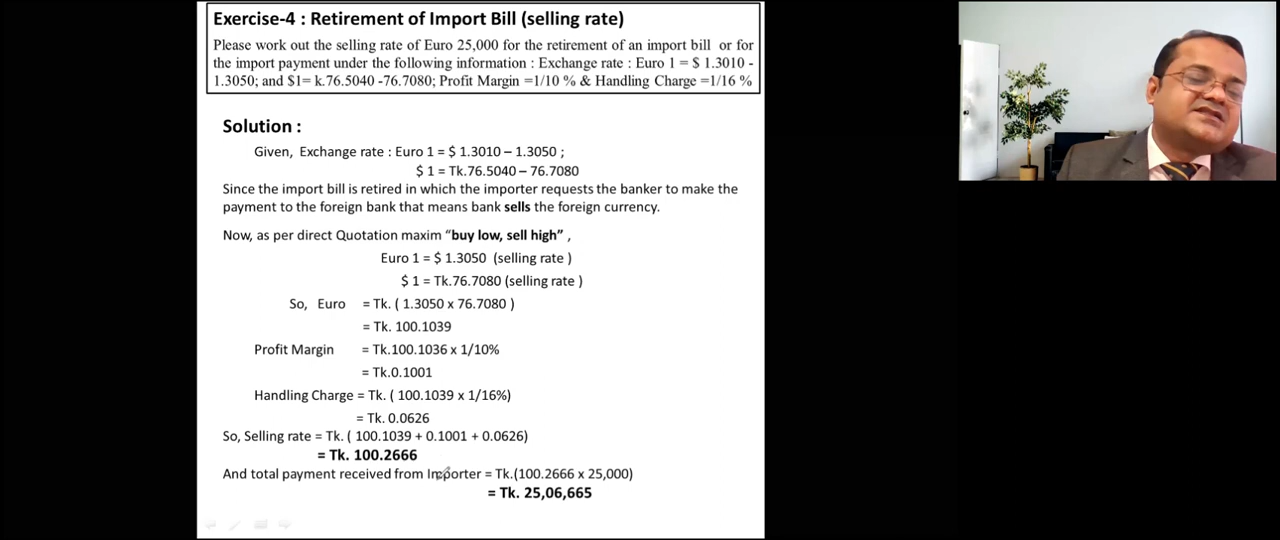 Exercise-4 : Retirement of Import Bill (selling rate)
Please work out the selling rate of Euro 25,000 for the retirement of an import bill or for
the import payment under the following information : Exchange rate : Euro 1 = $ 1.3010 -
1.3050; and $1= k.76.5040 -76.7080; Profit Margin =1/10 % & Handling Charge =1/16 %
Solution :
Given, Exchange rate : Euro 1 = $ 1.3010 – 1.3050 ;
$ 1 = Tk.76.5040 – 76.7080
Since the import bill is retired in which the importer requests the banker to make the
payment to the foreign bank that means bank sells the foreign currency.
Now, as per direct Quotation maxim “buy low, sell high” ,
Euro 1 = $ 1.3050 (selling rate )
$ 1 = Tk.76.7080 (selling rate )
So, Euro = Tk. ( 1.3050 x 76.7080 )
= Tk. 100.1039
Profit Margin = Tk.100.1036 x 1/10%
= Tk.0.1001
Handling Charge = Tk. ( 100.1039 x 1/16%)
= Tk. 0.0626
So, Selling rate = Tk. ( 100.1039 + 0.1001 + 0.0626)
= Tk. 100.2666
And total payment received from Importer = Tk.(100.2666 x 25,000)
= Tk. 25,06,665